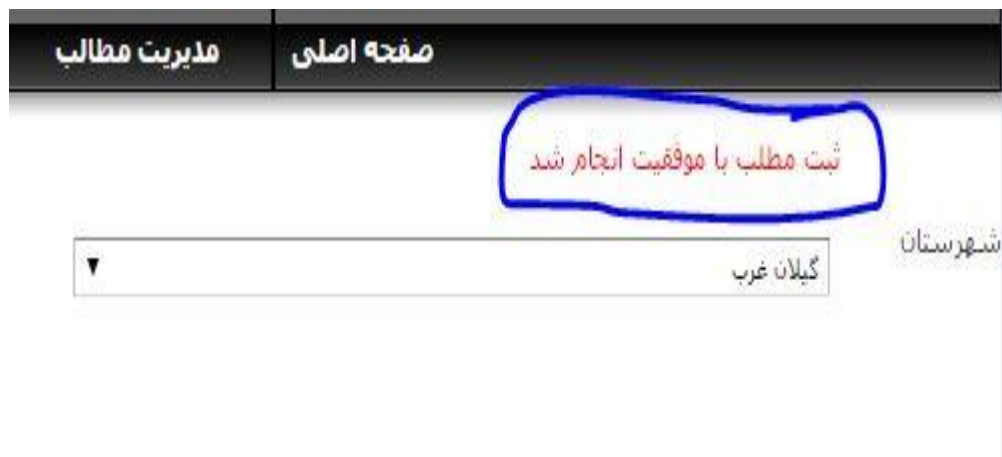 صفحه اصلی مدیریت مطالب
ثبت مطلب با موفقیت انجام شد
شهرستان
گیلان غرب